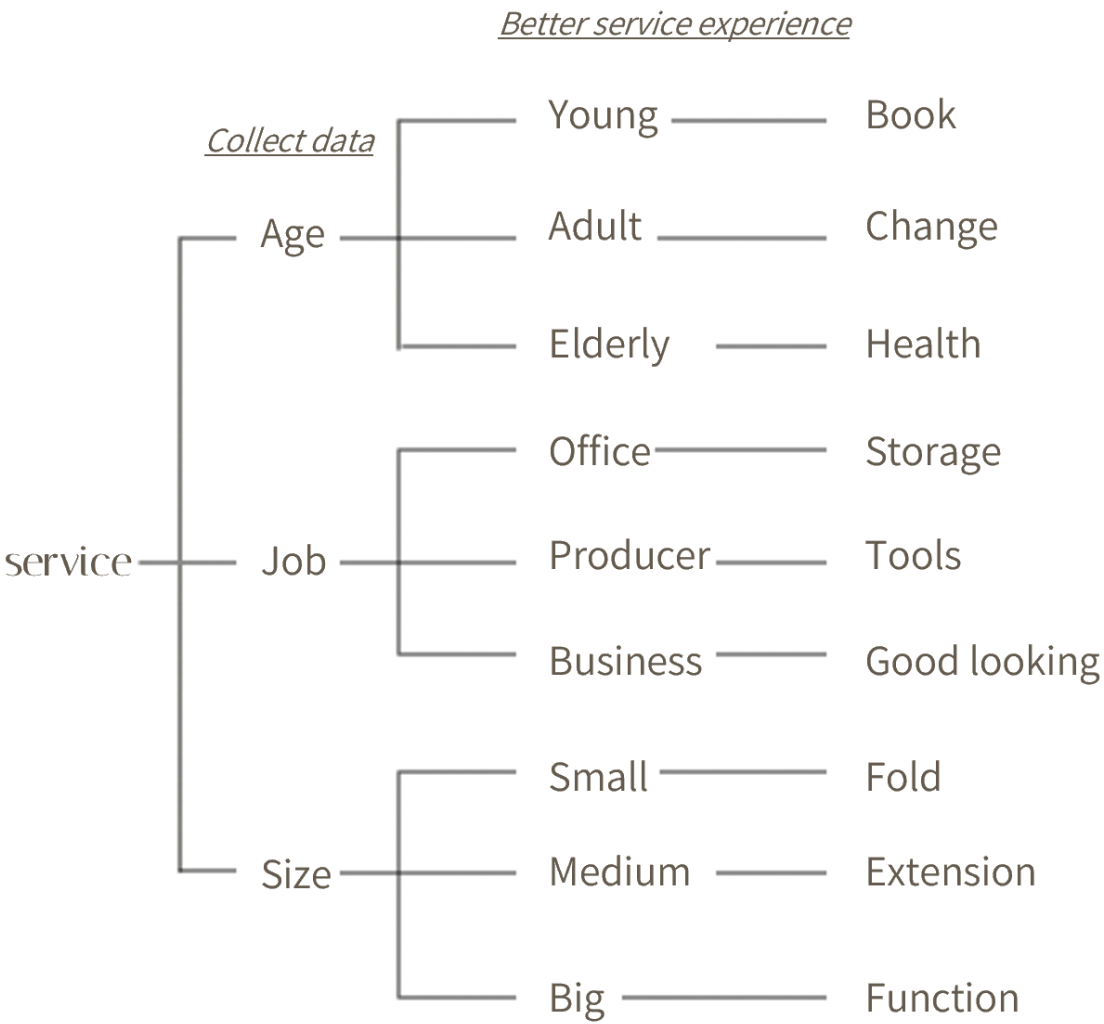 Better service experience
Collect data
Young Book
Age Adult Change
Elderly Health
Office Storage
service Job Producer Tools
Business Good looking
Small Fold
Size Medium Extension
Big Function